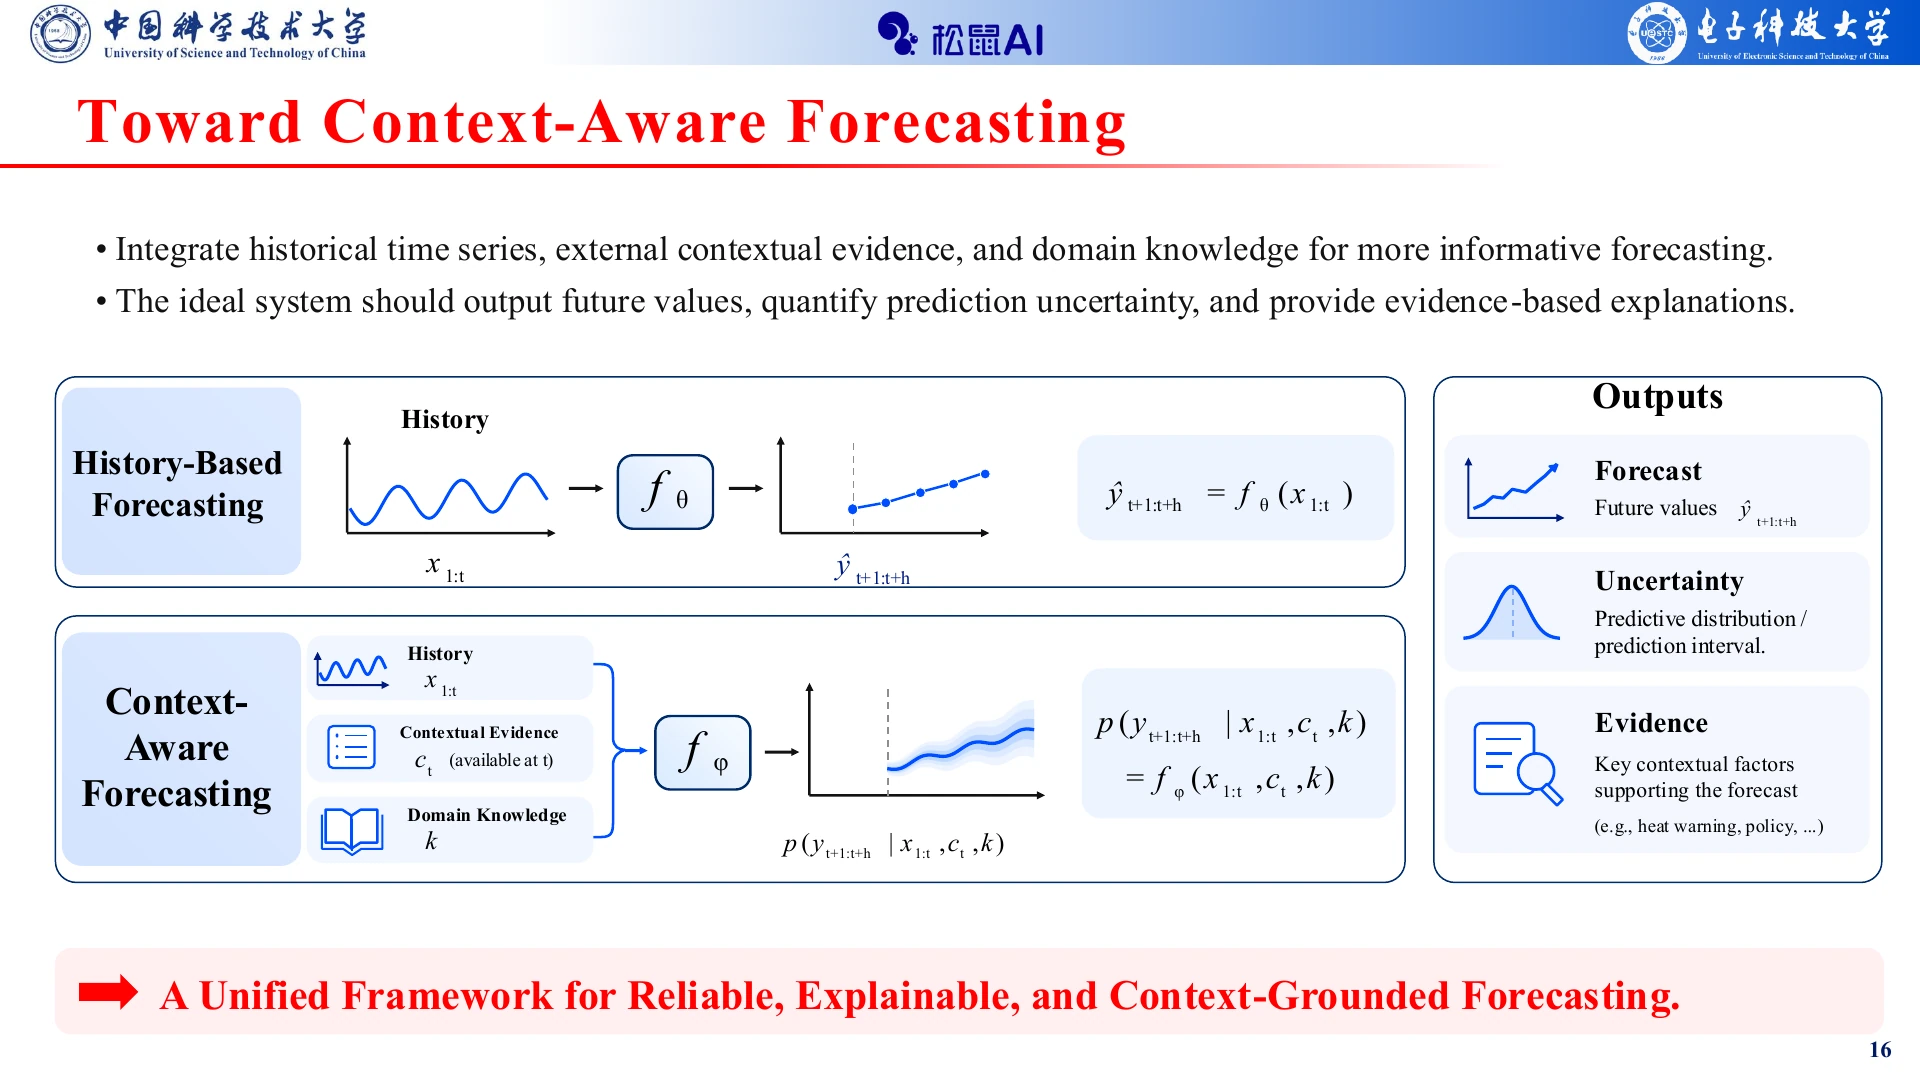 中国科学技术大学
University of Science and Technology of China
松鼠AI
电子科技大学
University of Electronic Science and Technology of China
Toward Context-Aware Forecasting
• Integrate historical time series, external contextual evidence, and domain knowledge for more informative forecasting.
• The ideal system should output future values, quantify prediction uncertainty, and provide evidence-based explanations.
History-Based
Forecasting
History
x 1:t
f θ
ŷ t+1:t+h
ŷ t+1:t+h = f θ (x 1:t )
Context-
Aware
Forecasting
History
x 1:t
Contextual Evidence
c t (available at t)
Domain Knowledge
k
f φ
p(y t+1:t+h | x 1:t ,c t ,k)
p(y t+1:t+h | x 1:t ,c t ,k)
= f φ (x 1:t ,c t ,k)
Outputs
Forecast
Future values ŷ t+1:t+h
Uncertainty
Predictive distribution /
prediction interval.
Evidence
Key contextual factors
supporting the forecast
(e.g., heat warning, policy, ...)
A Unified Framework for Reliable, Explainable, and Context-Grounded Forecasting.
16